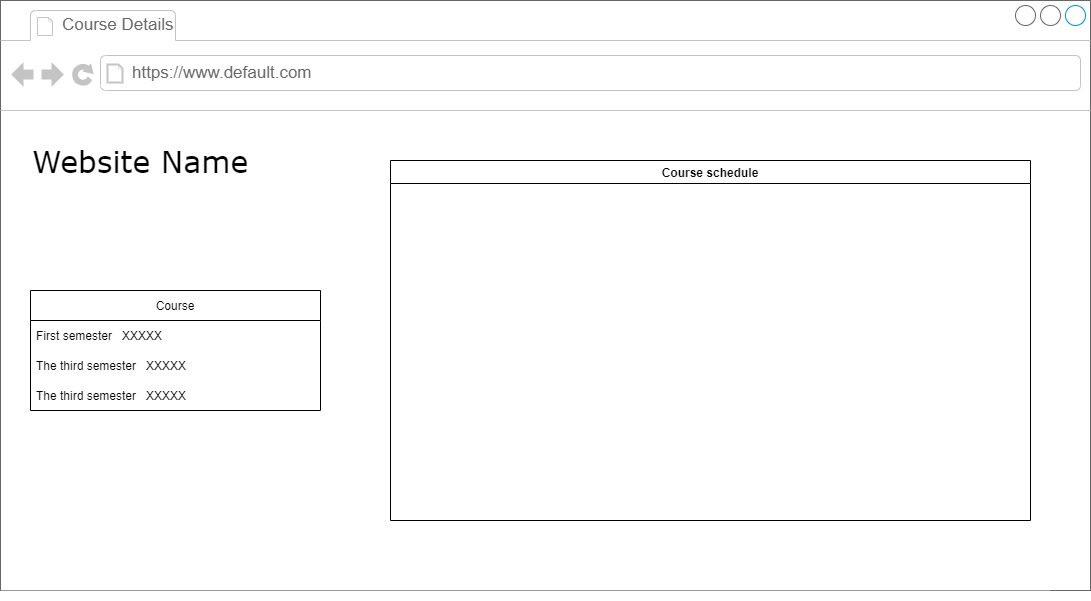 Course Details
https://www.default.com
Website Name
Course schedule
Course
First semester XXXXX
The third semester XXXXX
The third semester XXXXX